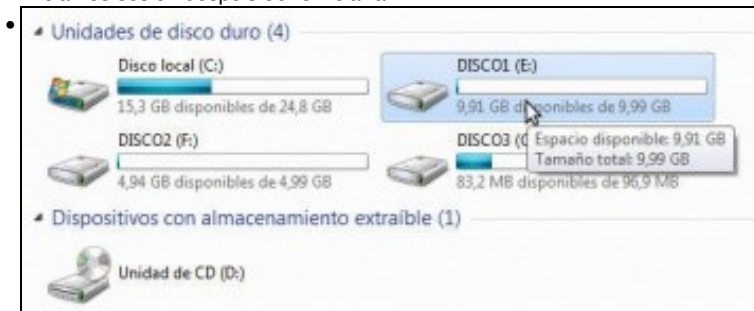 Unidades de disco duro (4)
Disco local (C:)
15,3 GB disponibles de 24,8 GB
DISCO1 (E:)
9,91 GB disponibles de 9,99 GB
DISCO2 (F:)
4,94 GB disponibles de 4,99 GB
DISCO3 (
83,2 MB disponibles de 96,9 MB
Espacio disponible: 9,91 GB
Tamaño total: 9,99 GB
Dispositivos con almacenamiento extraíble (1)
Unidad de CD (D:)